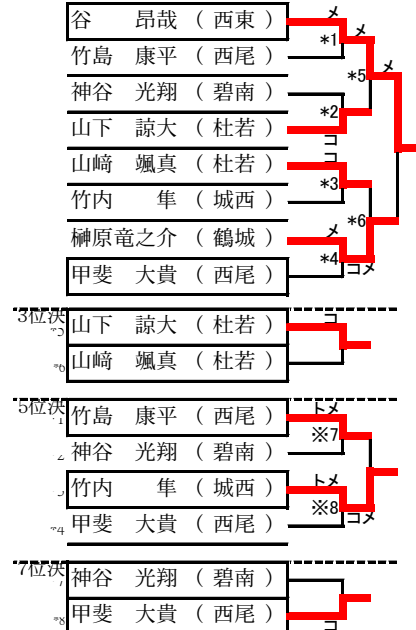 谷　　昂哉（西東） メ
*1 メ
竹島　康平（西尾）
*5 メ
神谷　光翔（碧南）
*2
山下　諒大（杜若） コ
山﨑　颯真（杜若） コ
*3
竹内　　隼（城西）
*6
榊原竜之介（鶴城） メ
*4 コメ
甲斐　大貴（西尾）
3位決
*5 山下　諒大（杜若） コ
*6 山﨑　颯真（杜若）
5位決
竹島　康平（西尾） トメ
※7
神谷　光翔（碧南）
竹内　　隼（城西） トメ
※8 コメ
*4 甲斐　大貴（西尾）
7位決
神谷　光翔（碧南）
*8 甲斐　大貴（西尾） コ